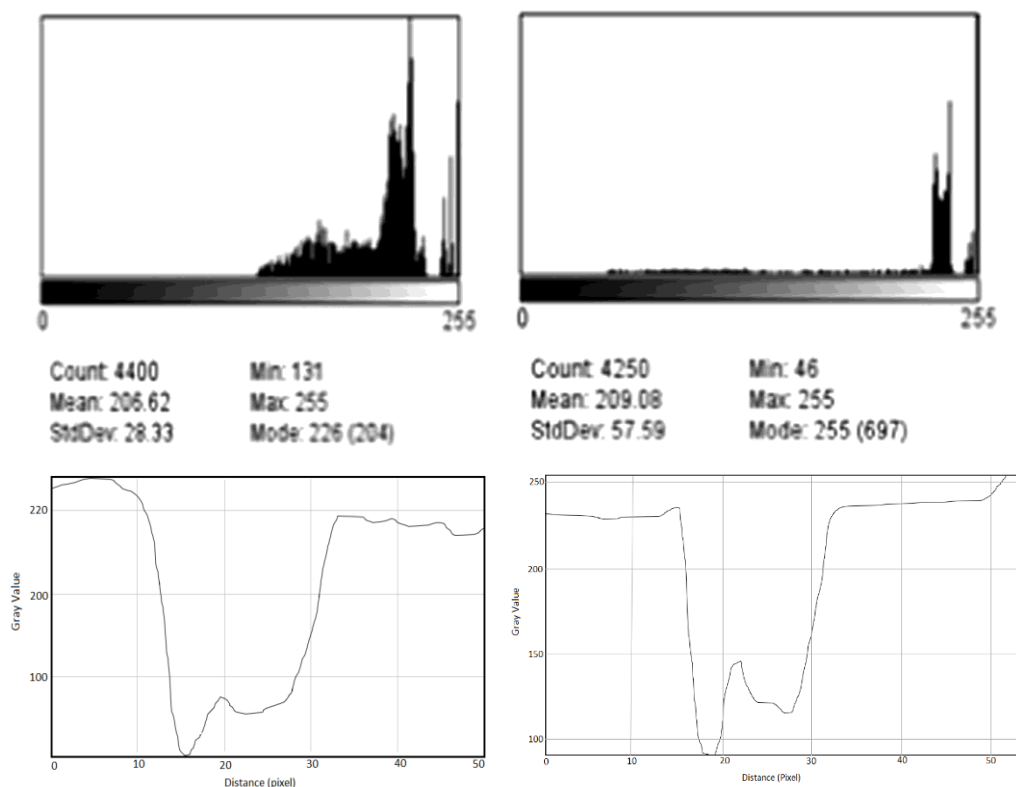 0 255
Count: 4400 Min: 131
Mean: 206.62 Max: 255
StdDev: 28.33 Mode: 226 (204)
0 255
Count: 4250 Min: 46
Mean: 209.08 Max: 255
StdDev: 57.59 Mode: 255 (697)
220
200
100
Gray Value
0 10 20 30 40 50
Distance (pixel)
250
200
150
100
Gray Value
0 10 20 30 40 50
Distance (Pixel)